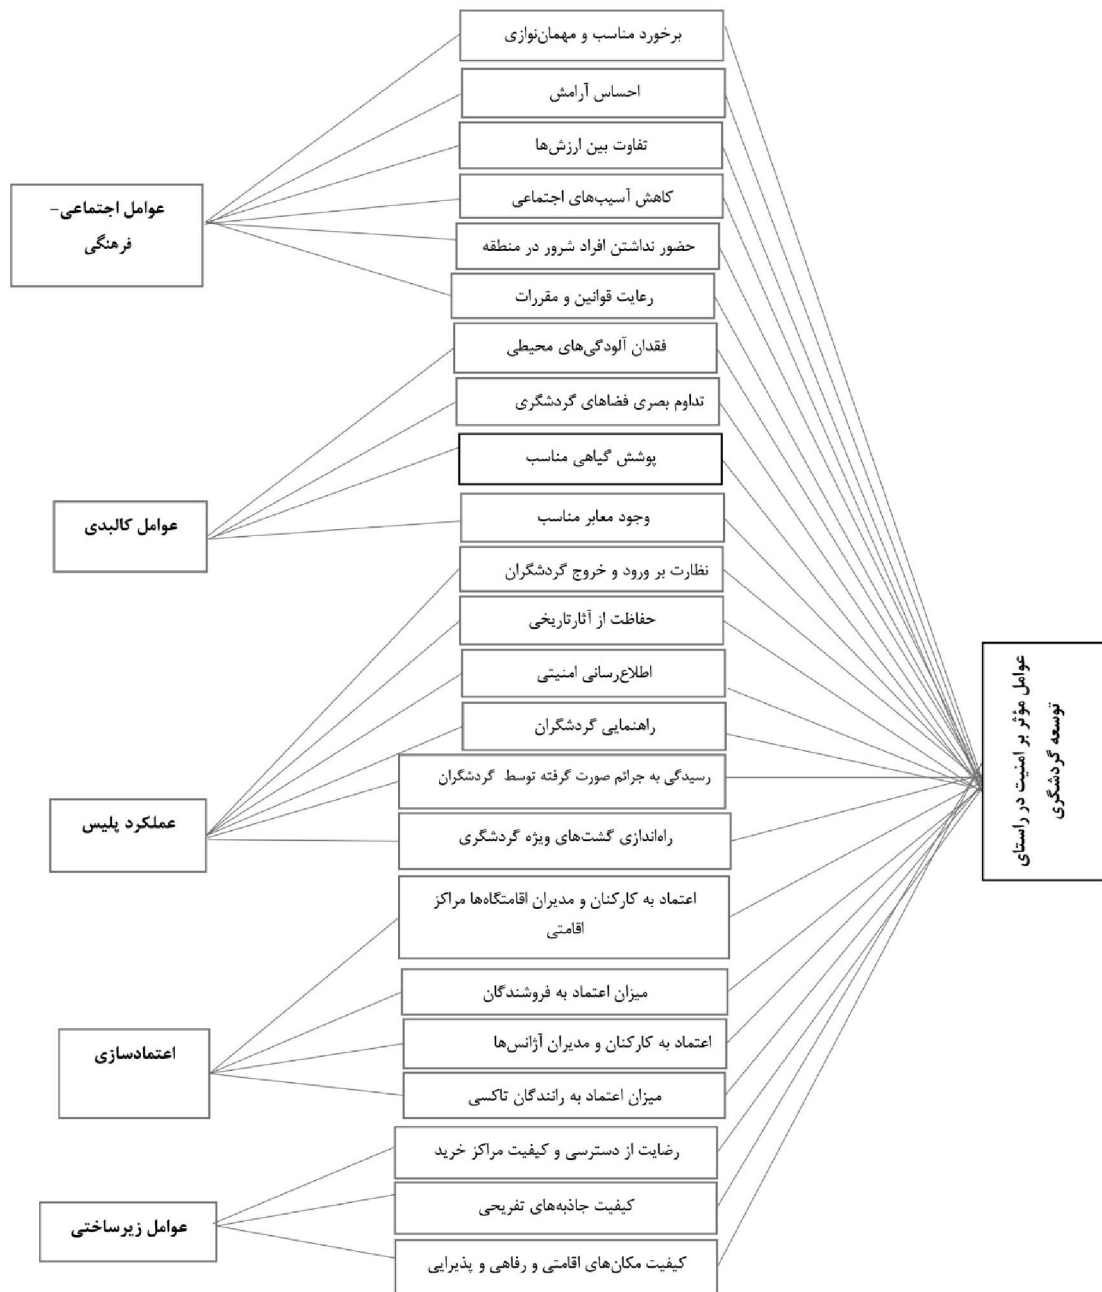 عوامل مؤثر بر امنیت در راستای
توسعه گردشگری
برخورد مناسب و مهمان‌نوازی
احساس آرامش
تفاوت بین ارزش‌ها
کاهش آسیب‌های اجتماعی
حضور نداشتن افراد شرور در منطقه
رعایت قوانین و مقررات
فقدان آلودگی‌های محیطی
تداوم بصری فضاهای گردشگری
پوشش گیاهی مناسب
وجود معابر مناسب
نظارت بر ورود و خروج گردشگران
حفاظت از آثارتاریخی
اطلاع‌رسانی امنیتی
راهنمایی گردشگران
رسیدگی به جرائم صورت گرفته توسط گردشگران
راه‌اندازی گشت‌های ویژه گردشگری
اعتماد به کارکنان و مدیران اقامتگاه‌ها مراکز
اقامتی
میزان اعتماد به فروشندگان
اعتماد به کارکنان و مدیران آژانس‌ها
میزان اعتماد به رانندگان تاکسی
رضایت از دسترسی و کیفیت مراکز خرید
کیفیت جاذبه‌های تفریحی
کیفیت مکان‌های اقامتی و رفاهی و پذیرایی
عوامل اجتماعی-
فرهنگی
عوامل کالبدی
عملکرد پلیس
اعتمادسازی
عوامل زیرساختی